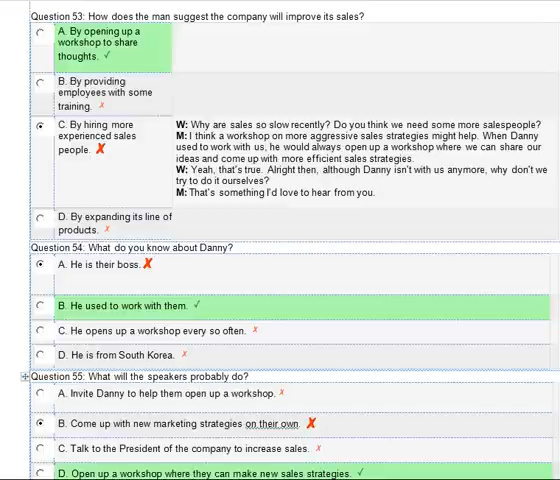 Question 53: How does the man suggest the company will improve its sales?
A. By opening up a
workshop to share
thoughts. ✓
B. By providing
employees with some
training. ✗
C. By hiring more
experienced sales
people. ✗
W: Why are sales so slow recently? Do you think we need some more salespeople?
M: I think a workshop on more aggressive sales strategies might help. When Danny
used to work with us, he would always open up a workshop where we can share our
ideas and come up with more efficient sales strategies.
W: Yeah, that's true. Alright then, although Danny isn't with us anymore, why don't we
try to do it ourselves?
M: That's something I'd love to hear from you.
D. By expanding its line of
products. ✗
Question 54: What do you know about Danny?
A. He is their boss. ✗
B. He used to work with them. ✓
C. He opens up a workshop every so often. ✗
D. He is from South Korea. ✗
Question 55: What will the speakers probably do?
A. Invite Danny to help them open up a workshop. ✗
B. Come up with new marketing strategies on their own. ✗
C. Talk to the President of the company to increase sales. ✗
D. Open up a workshop where they can make new sales strategies. ✓